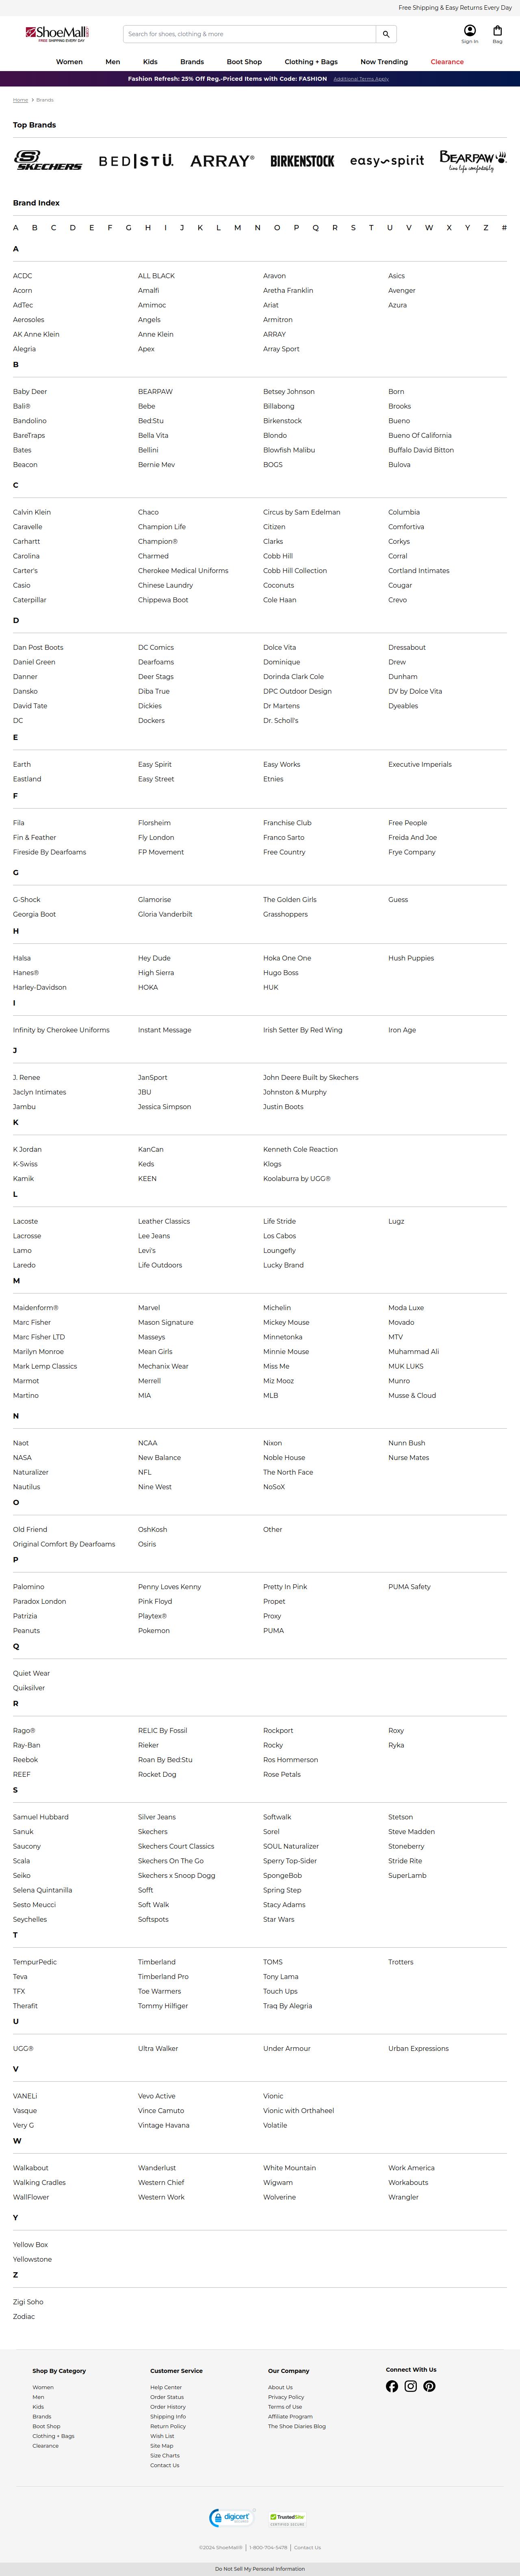 Free Shipping & Easy Returns Every Day
ShoeMall
FREE SHIPPING EVERY DAY
Search for shoes, clothing & more
Sign In
Bag
Women Men Kids Brands Boot Shop Clothing + Bags Now Trending Clearance
Fashion Refresh: 25% Off Reg.-Priced Items with Code: FASHION Additional Terms Apply
Home > Brands
Top Brands
SKECHERS BED|STÜ. ARRAY® BIRKENSTOCK easy spirit BEARPAW
live life comfortably
Brand Index
A B C D E F G H I J K L M N O P Q R S T U V W X Y Z #
A
ACDC ALL BLACK Aravon Asics
Acorn Amalfi Aretha Franklin Avenger
AdTec Amimoc Ariat Azura
Aerosoles Angels Armitron
AK Anne Klein Anne Klein ARRAY
Alegria Apex Array Sport
B
Baby Deer BEARPAW Betsey Johnson Born
Bali® Bebe Billabong Brooks
Bandolino Bed:Stu Birkenstock Bueno
BareTraps Bella Vita Blondo Bueno Of California
Bates Bellini Blowfish Malibu Buffalo David Bitton
Beacon Bernie Mev BOGS Bulova
C
Calvin Klein Chaco Circus by Sam Edelman Columbia
Caravelle Champion Life Citizen Comfortiva
Carhartt Champion® Clarks Corkys
Carolina Charmed Cobb Hill Corral
Carter's Cherokee Medical Uniforms Cobb Hill Collection Cortland Intimates
Casio Chinese Laundry Coconuts Cougar
Caterpillar Chippewa Boot Cole Haan Crevo
D
Dan Post Boots DC Comics Dolce Vita Dressabout
Daniel Green Dearfoams Dominique Drew
Danner Deer Stags Dorinda Clark Cole Dunham
Dansko Diba True DPC Outdoor Design DV by Dolce Vita
David Tate Dickies Dr Martens Dyeables
DC Dockers Dr. Scholl's
E
Earth Easy Spirit Easy Works Executive Imperials
Eastland Easy Street Etnies
F
Fila Florsheim Franchise Club Free People
Fin & Feather Fly London Franco Sarto Freida And Joe
Fireside By Dearfoams FP Movement Free Country Frye Company
G
G-Shock Glamorise The Golden Girls Guess
Georgia Boot Gloria Vanderbilt Grasshoppers
H
Halsa Hey Dude Hoka One One Hush Puppies
Hanes® High Sierra Hugo Boss
Harley-Davidson HOKA HUK
I
Infinity by Cherokee Uniforms Instant Message Irish Setter By Red Wing Iron Age
J
J. Renee JanSport John Deere Built by Skechers
Jaclyn Intimates JBU Johnston & Murphy
Jambu Jessica Simpson Justin Boots
K
K Jordan KanCan Kenneth Cole Reaction
K-Swiss Keds Klogs
Kamik KEEN Koolaburra by UGG®
L
Lacoste Leather Classics Life Stride Lugz
Lacrosse Lee Jeans Los Cabos
Lamo Levi's Loungefly
Laredo Life Outdoors Lucky Brand
M
Maidenform® Marvel Michelin Moda Luxe
Marc Fisher Mason Signature Mickey Mouse Movado
Marc Fisher LTD Masseys Minnetonka MTV
Marilyn Monroe Mean Girls Minnie Mouse Muhammad Ali
Mark Lemp Classics Mechanix Wear Miss Me MUK LUKS
Marmot Merrell Miz Mooz Munro
Martino MIA MLB Musse & Cloud
N
Naot NCAA Nixon Nunn Bush
NASA New Balance Noble House Nurse Mates
Naturalizer NFL The North Face
Nautilus Nine West NoSoX
O
Old Friend OshKosh Other
Original Comfort By Dearfoams Osiris
P
Palomino Penny Loves Kenny Pretty In Pink PUMA Safety
Paradox London Pink Floyd Propet
Patrizia Playtex® Proxy
Peanuts Pokemon PUMA
Q
Quiet Wear
Quiksilver
R
Rago® RELIC By Fossil Rockport Roxy
Ray-Ban Rieker Rocky Ryka
Reebok Roan By Bed:Stu Ros Hommerson
REEF Rocket Dog Rose Petals
S
Samuel Hubbard Silver Jeans Softwalk Stetson
Sanuk Skechers Sorel Steve Madden
Saucony Skechers Court Classics SOUL Naturalizer Stoneberry
Scala Skechers On The Go Sperry Top-Sider Stride Rite
Seiko Skechers x Snoop Dogg SpongeBob SuperLamb
Selena Quintanilla Sofft Spring Step
Sesto Meucci Soft Walk Stacy Adams
Seychelles Softspots Star Wars
T
TempurPedic Timberland TOMS Trotters
Teva Timberland Pro Tony Lama
TFX Toe Warmers Touch Ups
Therafit Tommy Hilfiger Traq By Alegria
U
UGG® Ultra Walker Under Armour Urban Expressions
V
VANELi Vevo Active Vionic
Vasque Vince Camuto Vionic with Orthaheel
Very G Vintage Havana Volatile
W
Walkabout Wanderlust White Mountain Work America
Walking Cradles Western Chief Wigwam Workabouts
WallFlower Western Work Wolverine Wrangler
Y
Yellow Box
Yellowstone
Z
Zigi Soho
Zodiac
Shop By Category Customer Service Our Company Connect With Us
Women Help Center About Us
Men Order Status Privacy Policy
Kids Order History Terms of Use
Brands Shipping Info Affiliate Program
Boot Shop Return Policy The Shoe Diaries Blog
Clothing + Bags Wish List
Clearance Site Map
Size Charts
Contact Us
digicert TrustedSite
CERTIFIED SECURE
©2024 ShoeMall® | 1-800-704-5478 | Contact Us
Do Not Sell My Personal Information